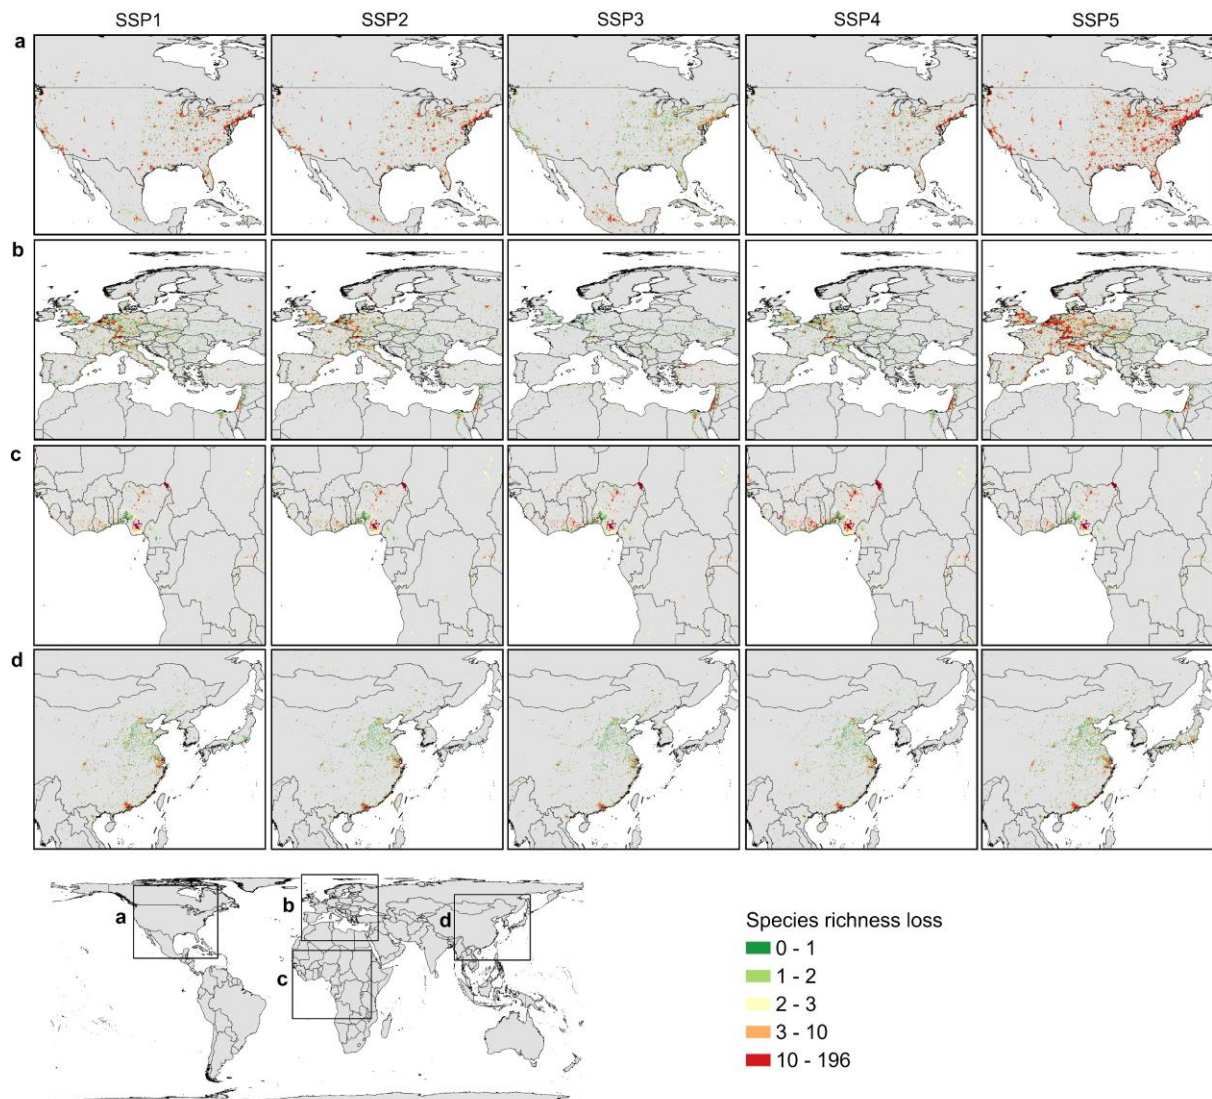 SSP1 SSP2 SSP3 SSP4 SSP5
a
b
c
d
a
b
d
c
Species richness loss
0 - 1
1 - 2
2 - 3
3 - 10
10 - 196